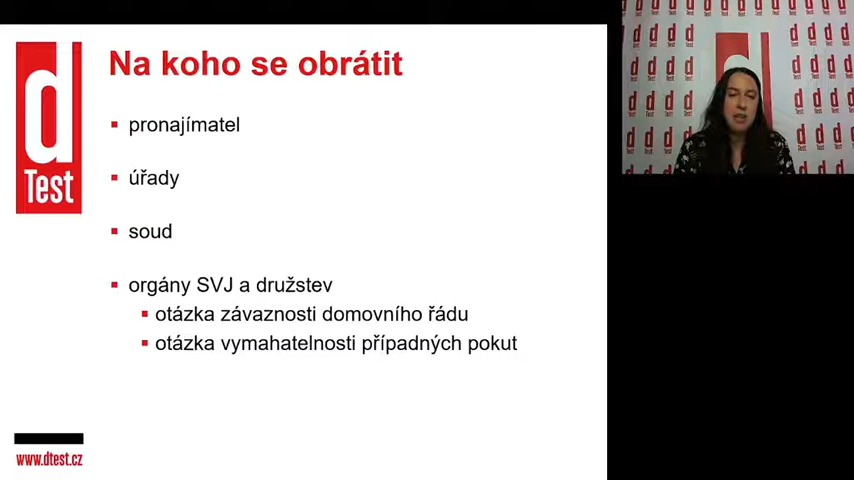 d
Test
Na koho se obrátit
pronajímatel
úřady
soud
orgány SVJ a družstev
otázka závaznosti domovního řádu
otázka vymahatelnosti případných pokut
www.dtest.cz